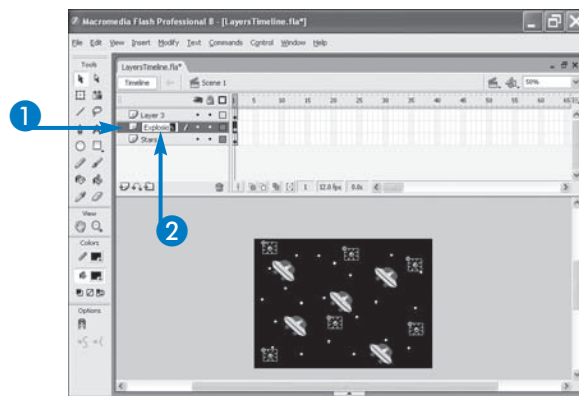 Macromedia Flash Professional 8 - [LayersTimeline.fla*]
File Edit View Insert Modify Text Commands Control Window Help
Tools
LayersTimeline.fla*
Timeline Scene 1 50%
1 5 10 15 20 25 30 35 40 45 50 55 60 65
Layer 3
1
Explosio
Stars
1 12.0 fps 0.0s
2
View
Colors
Options